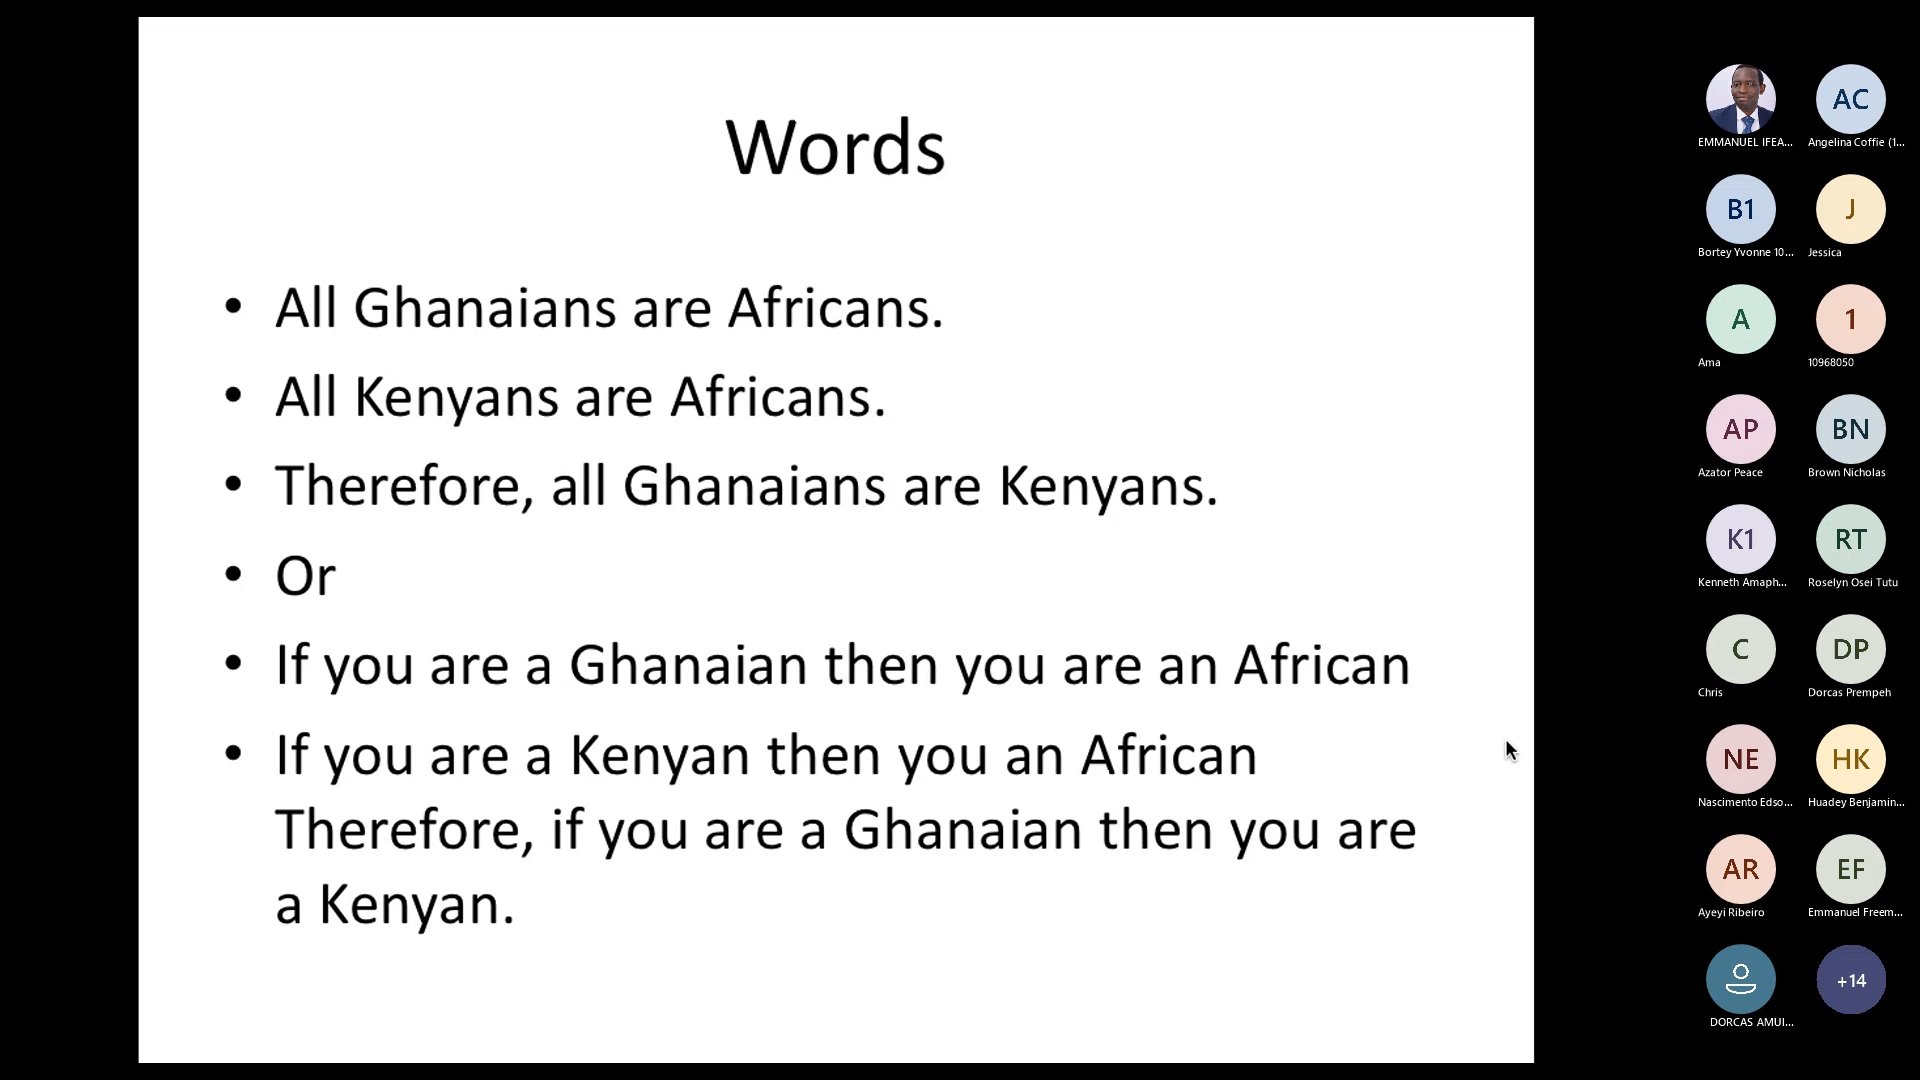 Words
• All Ghanaians are Africans.
• All Kenyans are Africans.
• Therefore, all Ghanaians are Kenyans.
• Or
• If you are a Ghanaian then you are an African
• If you are a Kenyan then you an African
Therefore, if you are a Ghanaian then you are
a Kenyan.
EMMANUEL IFEA...
AC
Angelina Coffie (1...
B1
Bortey Yvonne 10...
J
Jessica
A
Ama
1
10968050
AP
Azator Peace
BN
Brown Nicholas
K1
Kenneth Amaph...
RT
Roselyn Osei Tutu
C
Chris
DP
Dorcas Prempeh
NE
Nascimento Edso...
HK
Huadey Benjamin...
AR
Ayeyi Ribeiro
EF
Emmanuel Freem...
DORCAS AMUI...
+14